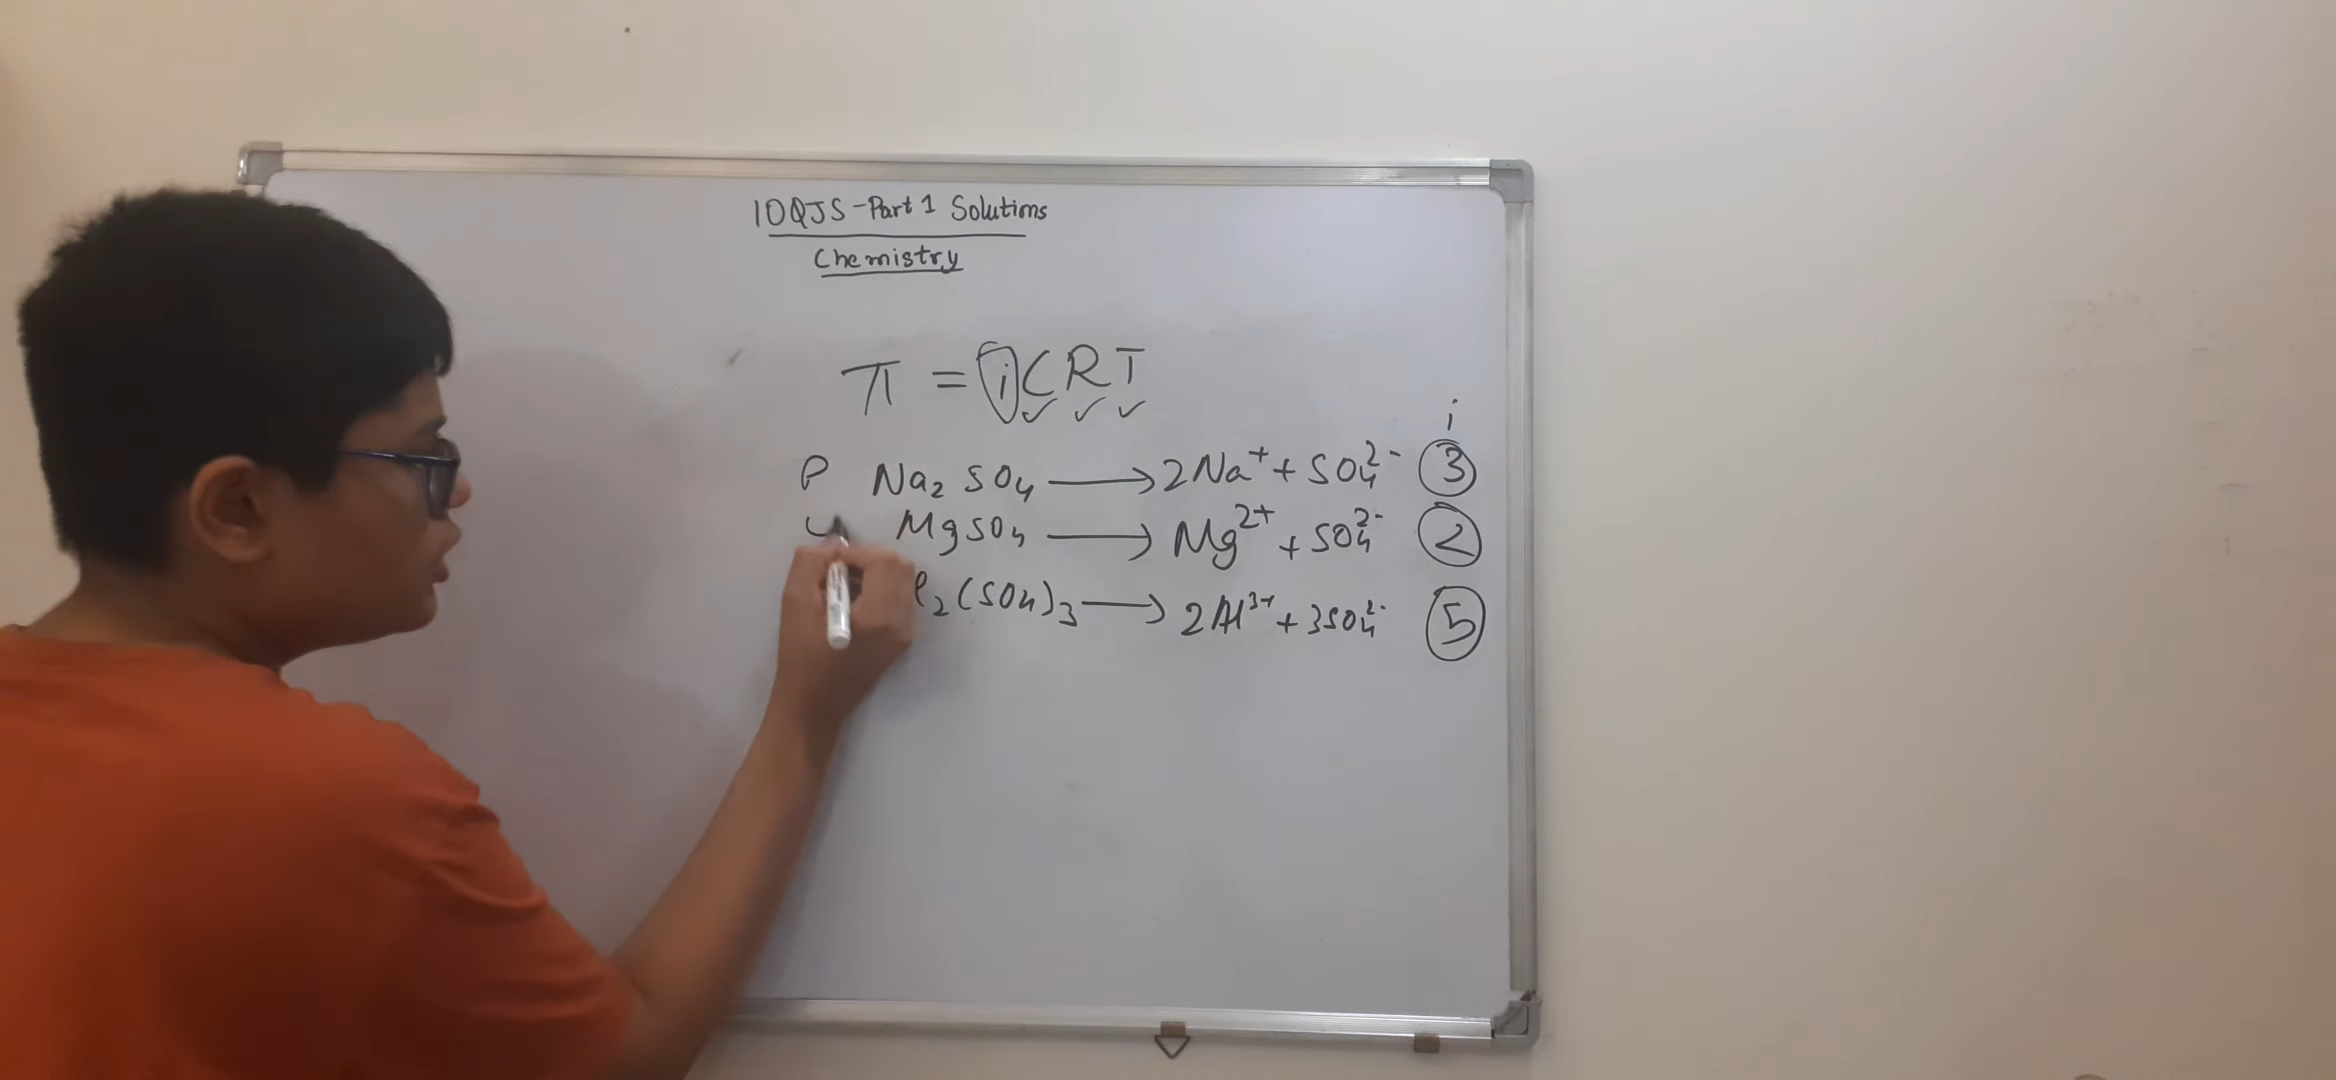 IOQJS - Part 1 Solutions
Chemistry
π = iCRT
i
P Na₂SO₄ ⟶ 2Na⁺ + SO₄²⁻ 3
MgSO₄ ⟶ Mg²⁺ + SO₄²⁻ 2
l₂(SO₄)₃ ⟶ 2Al³⁺ + 3SO₄²⁻ 5